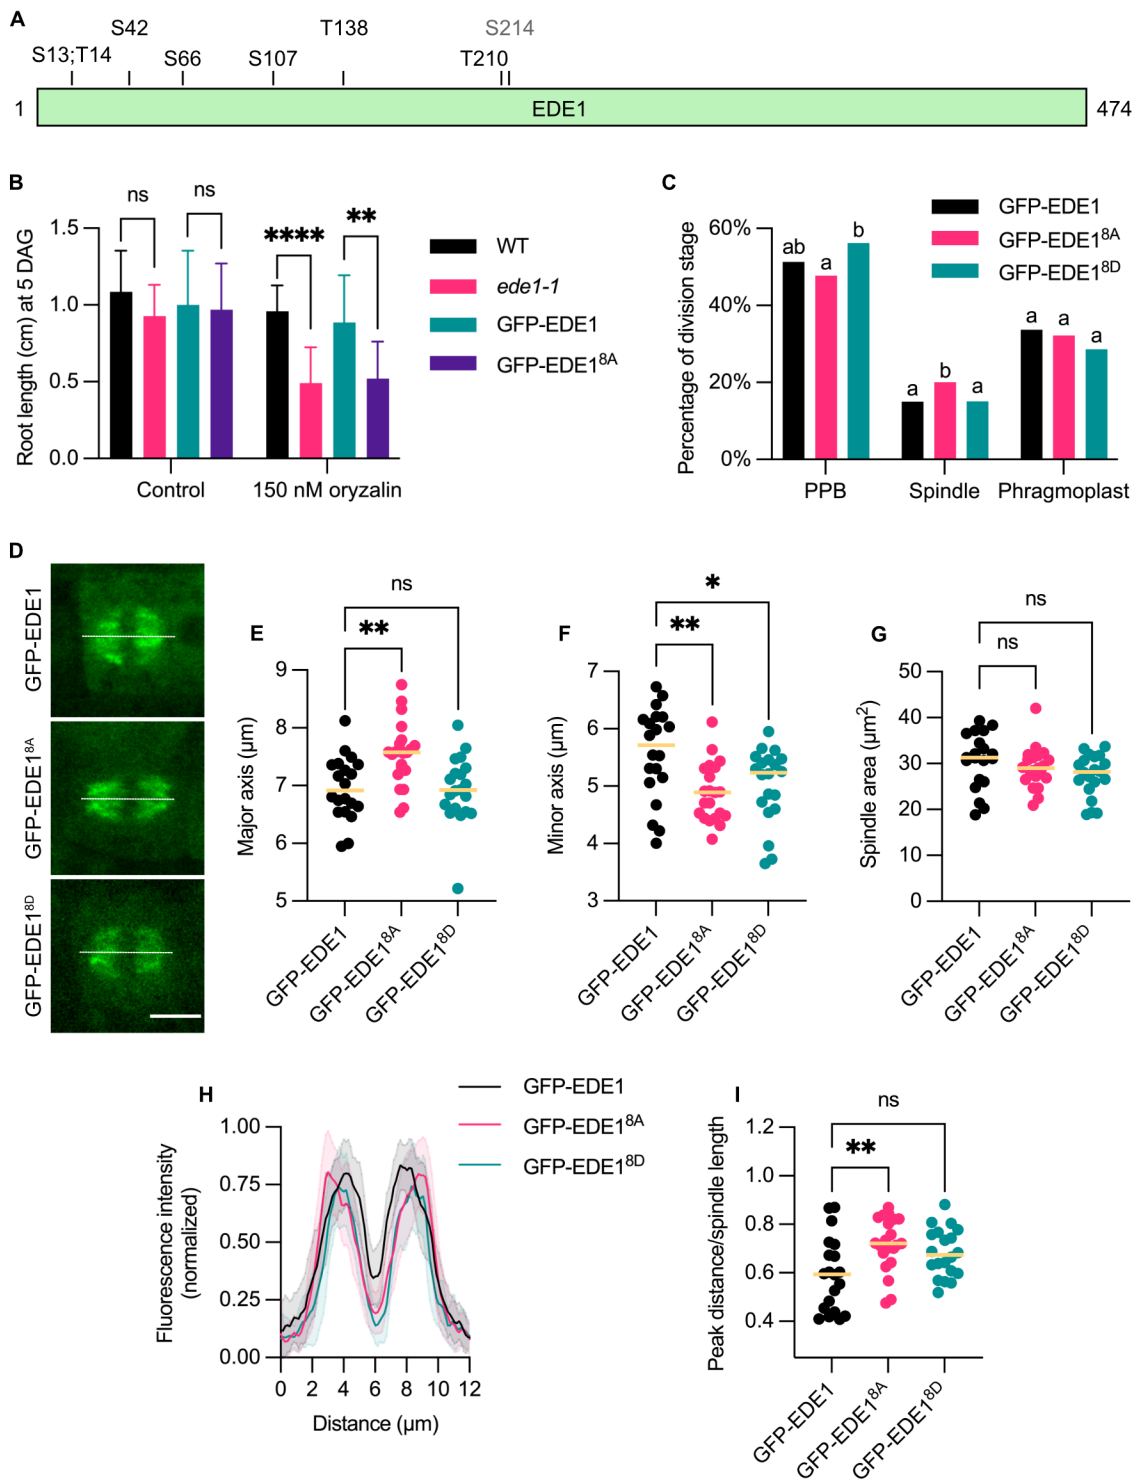 A
S42
T138
S214
S13;T14
S66
S107
T210
1
EDE1
474
B
ns
ns
****
**
1.5
1.0
0.5
0.0
Root length (cm) at 5 DAG
Control
150 nM oryzalin
WT
ede1-1
GFP-EDE1
GFP-EDE1^8A
C
GFP-EDE1
GFP-EDE1^8A
GFP-EDE1^8D
60%
40%
20%
0%
Percentage of division stage
ab
a
b
a
b
a
a
a
a
PPB
Spindle
Phragmoplast
D
GFP-EDE1
GFP-EDE1^8A
GFP-EDE1^8D
E
ns
**
9
8
7
6
5
Major axis (µm)
GFP-EDE1
GFP-EDE1^8A
GFP-EDE1^8D
F
*
**
7
6
5
4
3
Minor axis (µm)
GFP-EDE1
GFP-EDE1^8A
GFP-EDE1^8D
G
ns
ns
50
40
30
20
10
0
Spindle area (µm²)
GFP-EDE1
GFP-EDE1^8A
GFP-EDE1^8D
H
GFP-EDE1
GFP-EDE1^8A
GFP-EDE1^8D
1.00
0.75
0.50
0.25
0.00
Fluorescence intensity
(normalized)
0 2 4 6 8 10 12
Distance (µm)
I
ns
**
1.2
1.0
0.8
0.6
0.4
Peak distance/spindle length
GFP-EDE1
GFP-EDE1^8A
GFP-EDE1^8D